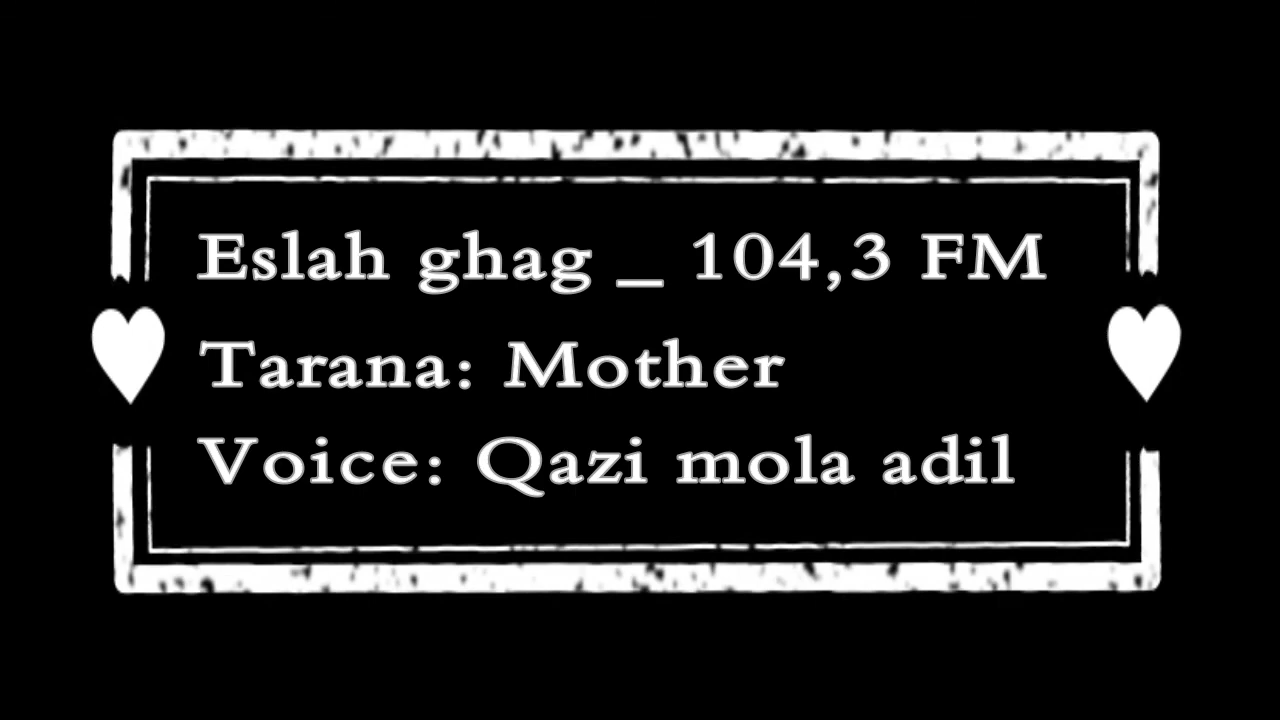 Eslah ghag _ 104,3 FM
Tarana: Mother
Voice: Qazi mola adil